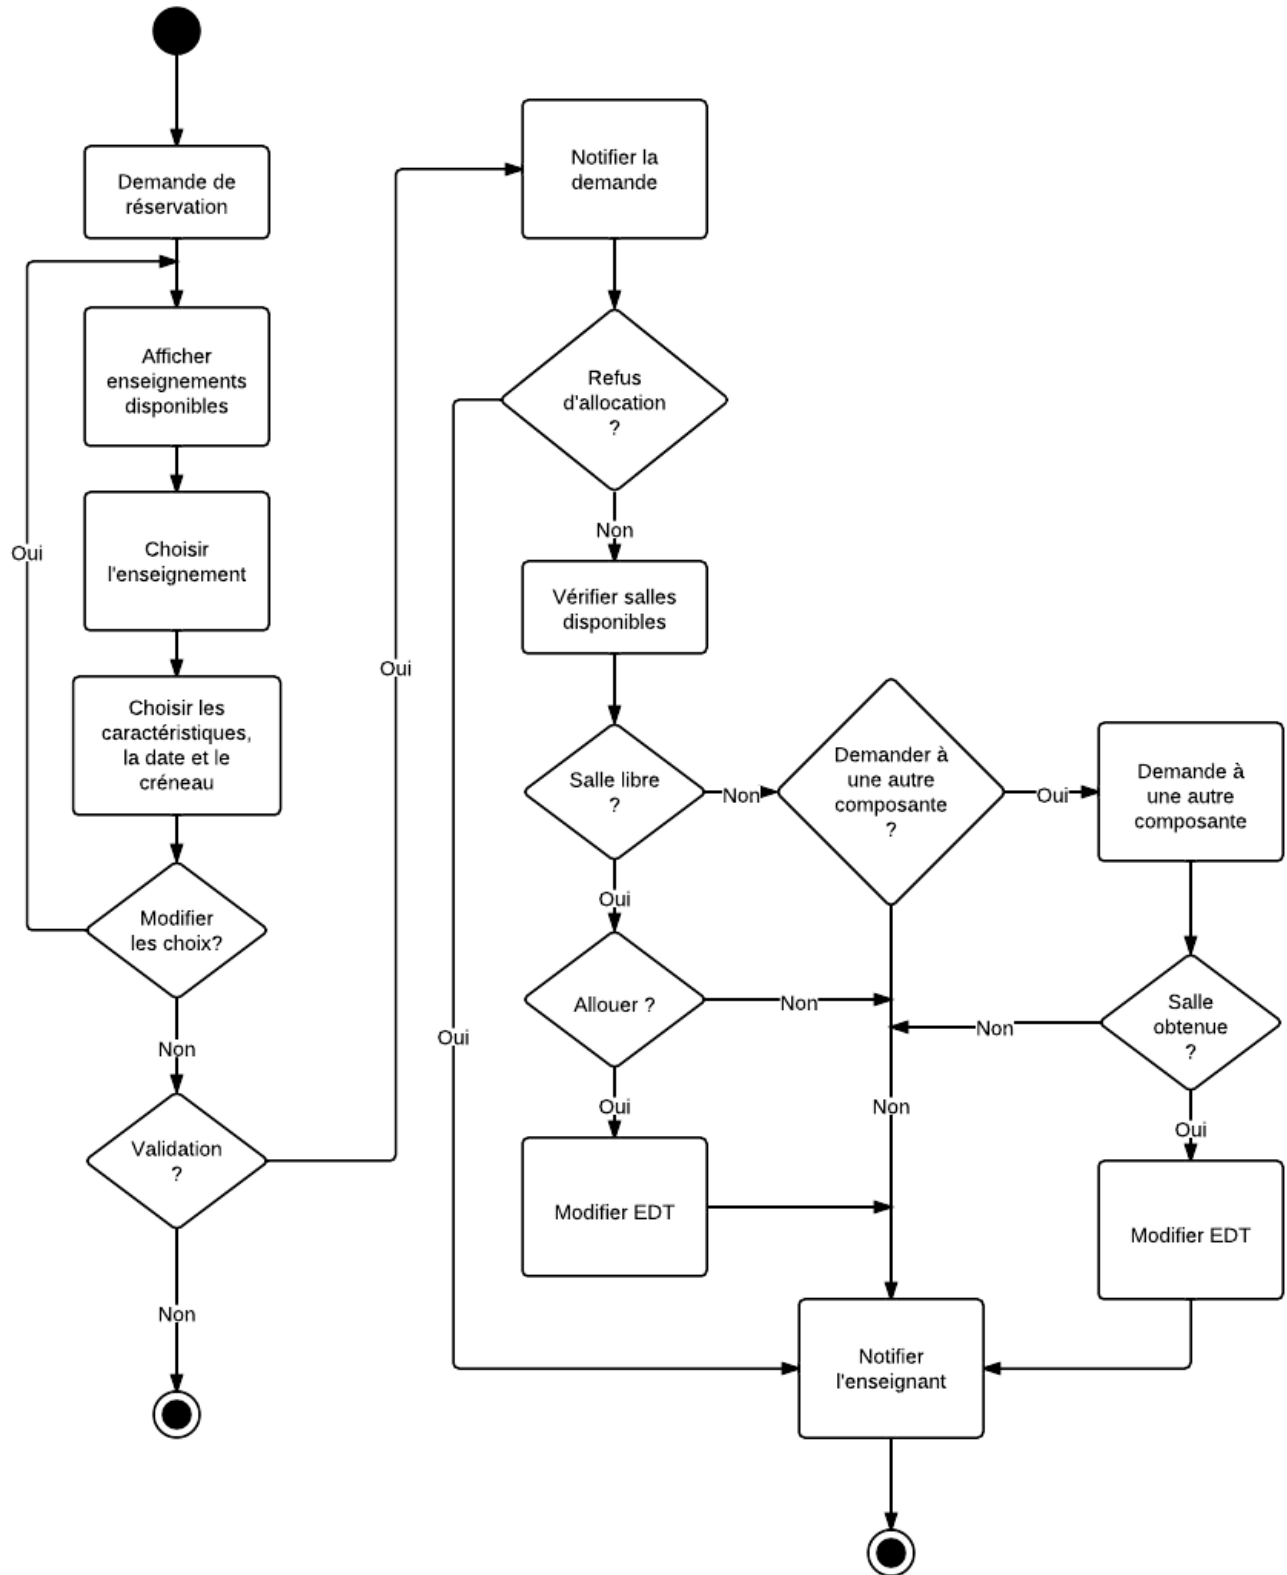 Demande de
réservation
Afficher
enseignements
disponibles
Choisir
l'enseignement
Oui
Choisir les
caractéristiques,
la date et le
créneau
Modifier
les choix?
Non
Validation
?
Non
Oui
Notifier la
demande
Refus
d'allocation
?
Non
Oui
Vérifier salles
disponibles
Salle libre
?
Non
Oui
Demander à
une autre
composante
?
Oui
Demande à
une autre
composante
Allouer ?
Non
Oui
Non
Salle
obtenue
?
Non
Oui
Modifier EDT
Modifier EDT
Notifier
l'enseignant